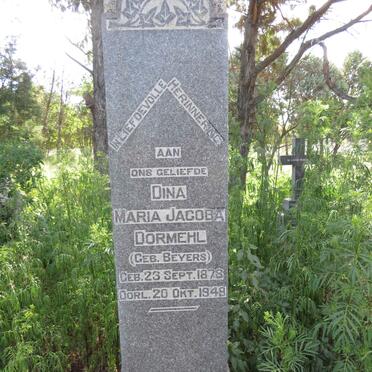 IN LIEFDEVOLLE HERINNERING
AAN
ONS GELIEFDE
DINA
MARIA JACOBA
DORMEHL
(GEB. BEYERS)
GEB. 23 SEPT. 1873
OORL. 20 OKT. 1949